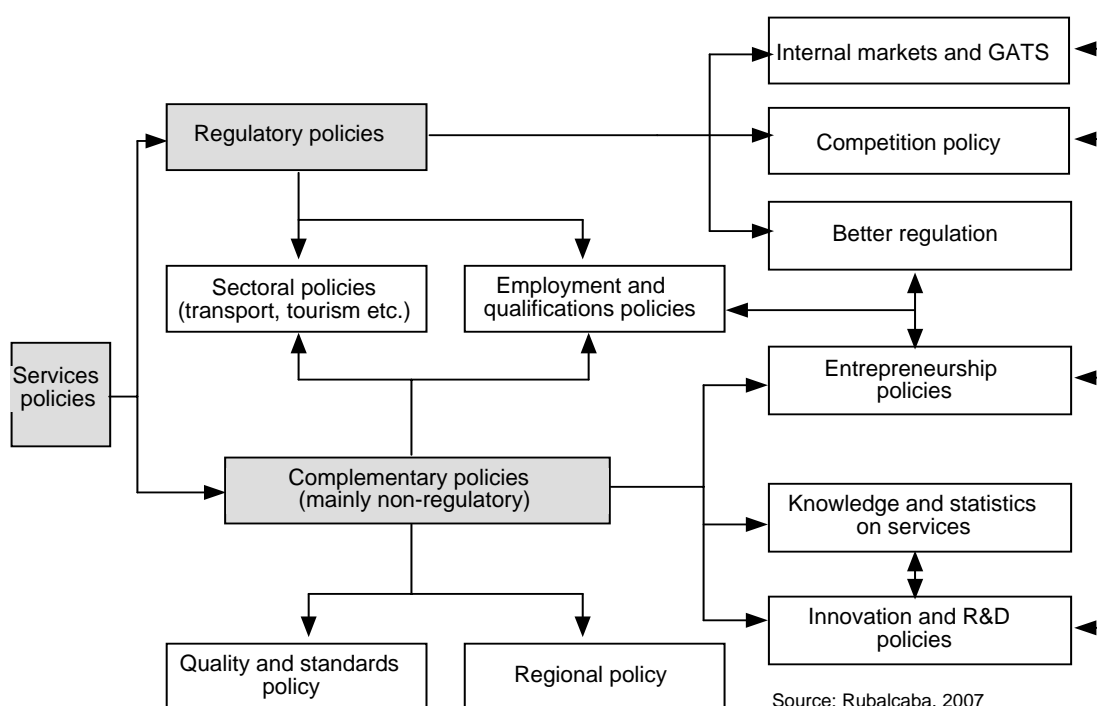 Internal markets and GATS
Regulatory policies
Competition policy
Better regulation
Sectoral policies
(transport, tourism etc.)
Employment and
qualifications policies
Services
policies
Entrepreneurship
policies
Complementary policies
(mainly non-regulatory)
Knowledge and statistics
on services
Innovation and R&D
policies
Quality and standards
policy
Regional policy
Source: Rubalcaba, 2007